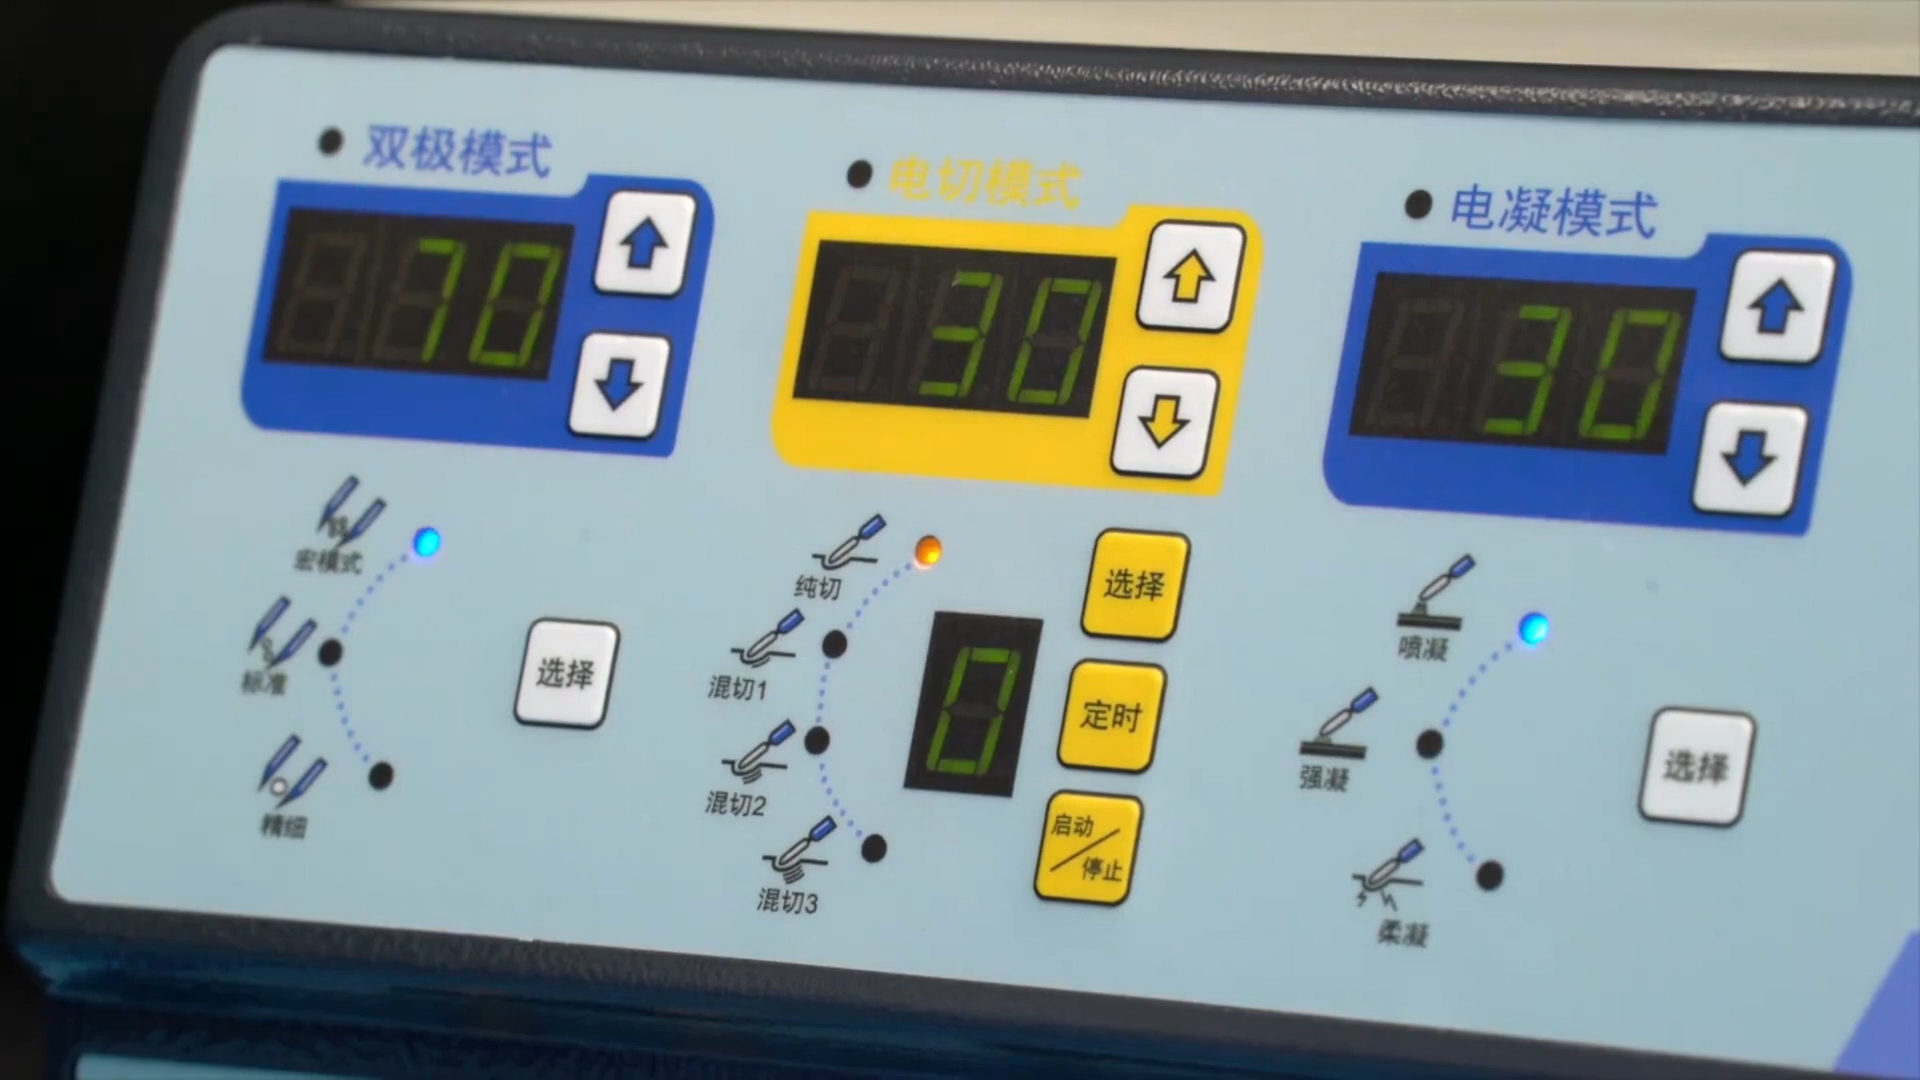 双极模式
70
宏模式
标准
精细
选择
电切模式
30
纯切
混切1
混切2
混切3
0
选择
定时
启动/停止
电凝模式
30
喷凝
强凝
柔凝
选择